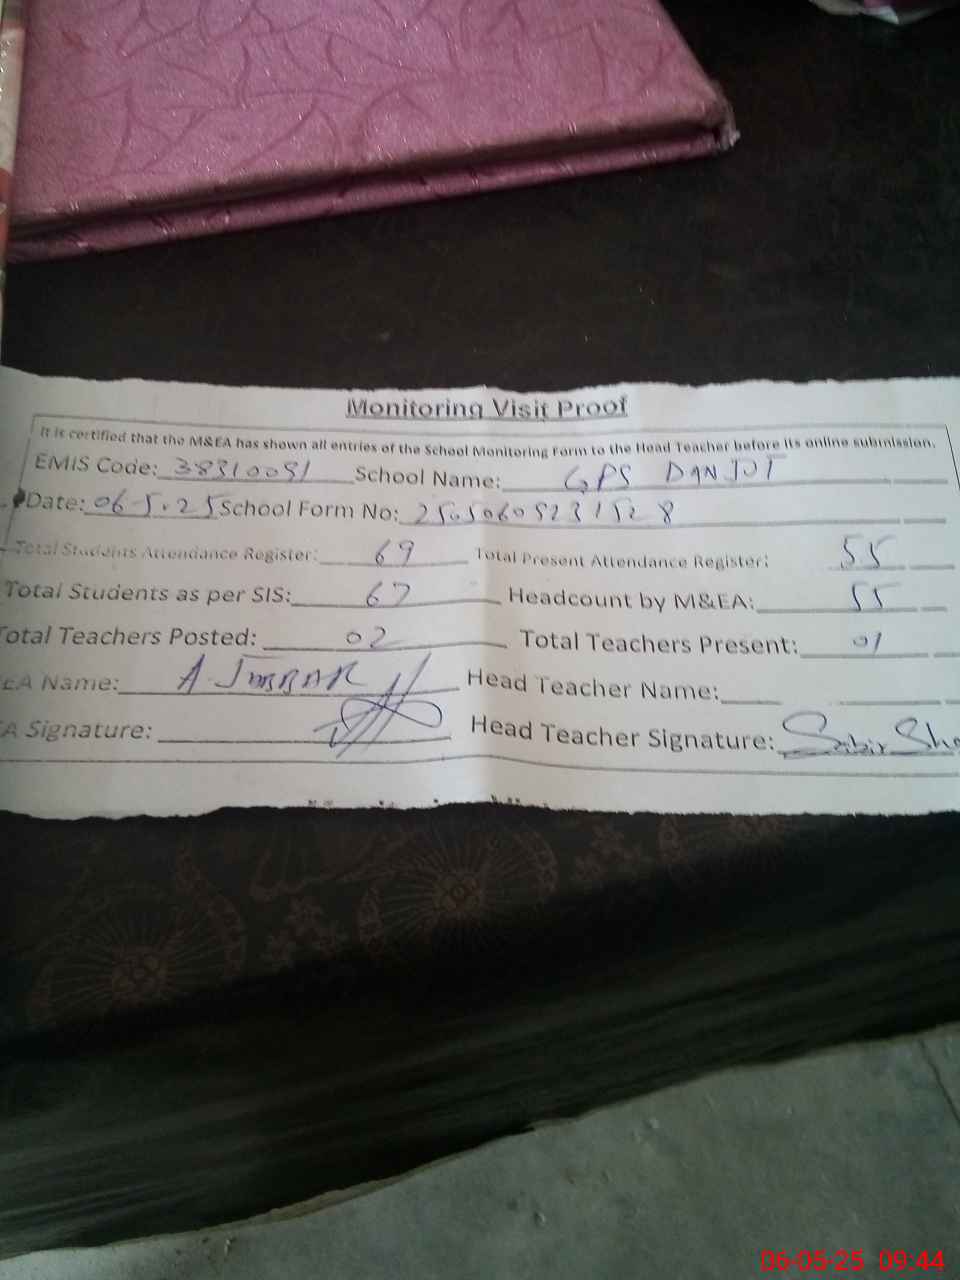 Monitoring Visit Proof
It is certified that the M&EA has shown all entries of the School Monitoring Form to the Head Teacher before its online submission.
EMIS Code: 38310091 School Name: GPS DANJOT
Date: 06-5.25 School Form No:
Total Students Attendance Register: 69 Total Present Attendance Register: 55
Total Students as per SIS: 67 Headcount by M&EA: 55
Total Teachers Posted: 02 Total Teachers Present: 01
EA Name: A JABBAR Head Teacher Name:
A Signature: Head Teacher Signature: Sabir Sha
06-05-25 09:44